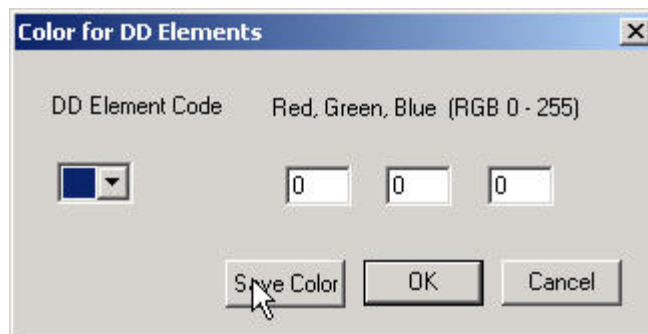 Color for DD Elements
DD Element Code Red, Green, Blue (RGB 0 - 255)
0 0 0
Save Color OK Cancel